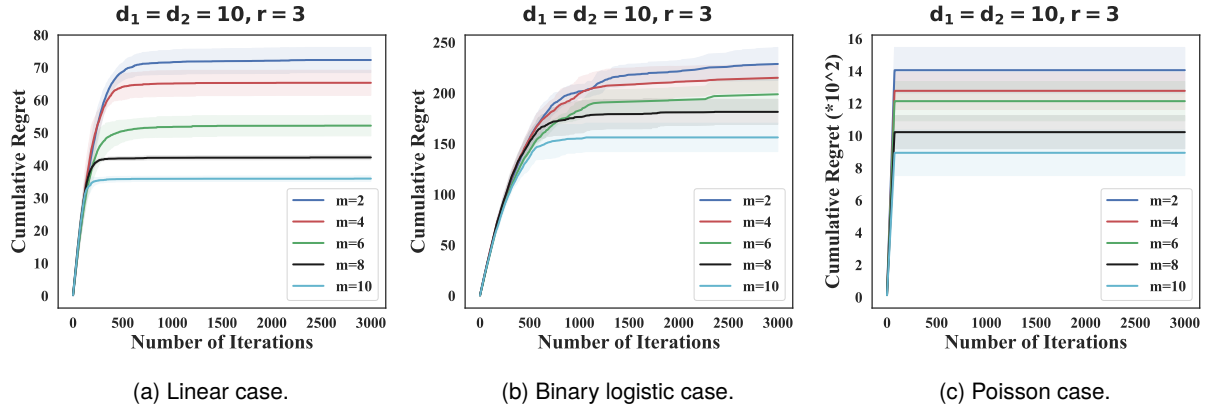 d₁ = d₂ = 10, r = 3
Cumulative Regret
80
70
60
50
40
30
20
10
0
m=2
m=4
m=6
m=8
m=10
0 500 1000 1500 2000 2500 3000
Number of Iterations
(a) Linear case.
d₁ = d₂ = 10, r = 3
Cumulative Regret
250
200
150
100
50
0
m=2
m=4
m=6
m=8
m=10
0 500 1000 1500 2000 2500 3000
Number of Iterations
(b) Binary logistic case.
d₁ = d₂ = 10, r = 3
Cumulative Regret (*10^2)
16
14
12
10
8
6
4
2
0
m=2
m=4
m=6
m=8
m=10
0 500 1000 1500 2000 2500 3000
Number of Iterations
(c) Poisson case.